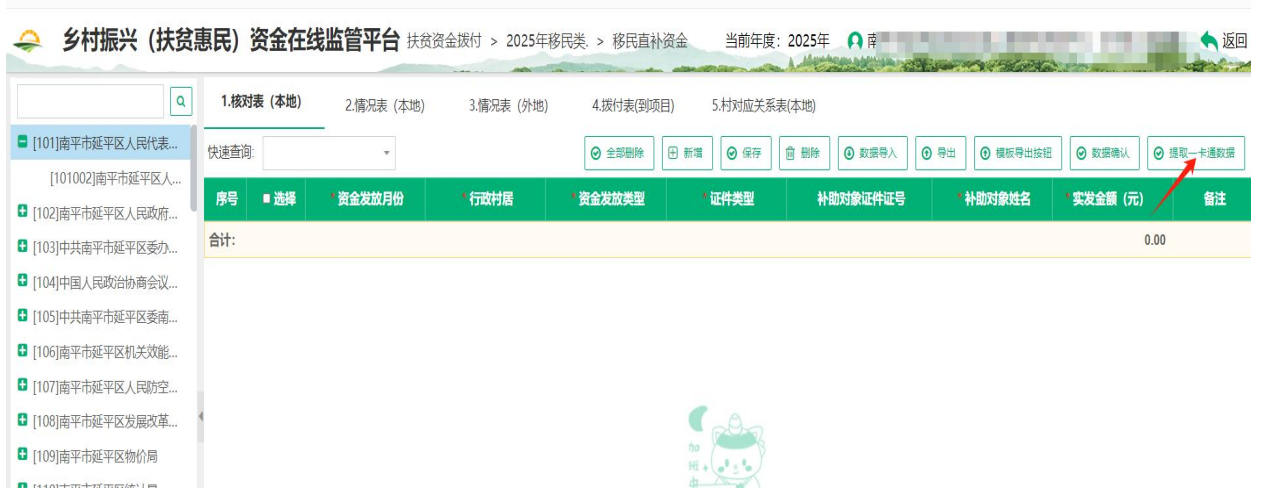 乡村振兴（扶贫惠民）资金在线监管平台 扶贫资金拨付 > 2025年移民类. > 移民直补资金 当前年度：2025年 南 返回
1.核对表（本地） 2.情况表（本地） 3.情况表（外地） 4.拨付表(到项目) 5.村对应关系表(本地)
快速查询: 全部删除 新增 保存 删除 数据导入 导出 模板导出按钮 数据确认 提取一卡通数据
序号 选择 *资金发放月份 *行政村居 *资金发放类型 *证件类型 补助对象证件证号 *补助对象姓名 *实发金额（元） 备注
合计： 0.00
[101]南平市延平区人民代表...
[101002]南平市延平区人...
[102]南平市延平区人民政府...
[103]中共南平市延平区委办...
[104]中国人民政治协商会议...
[105]中共南平市延平区委南...
[106]南平市延平区机关效能...
[107]南平市延平区人民防空...
[108]南平市延平区发展改革...
[109]南平市延平区物价局
加
班
中